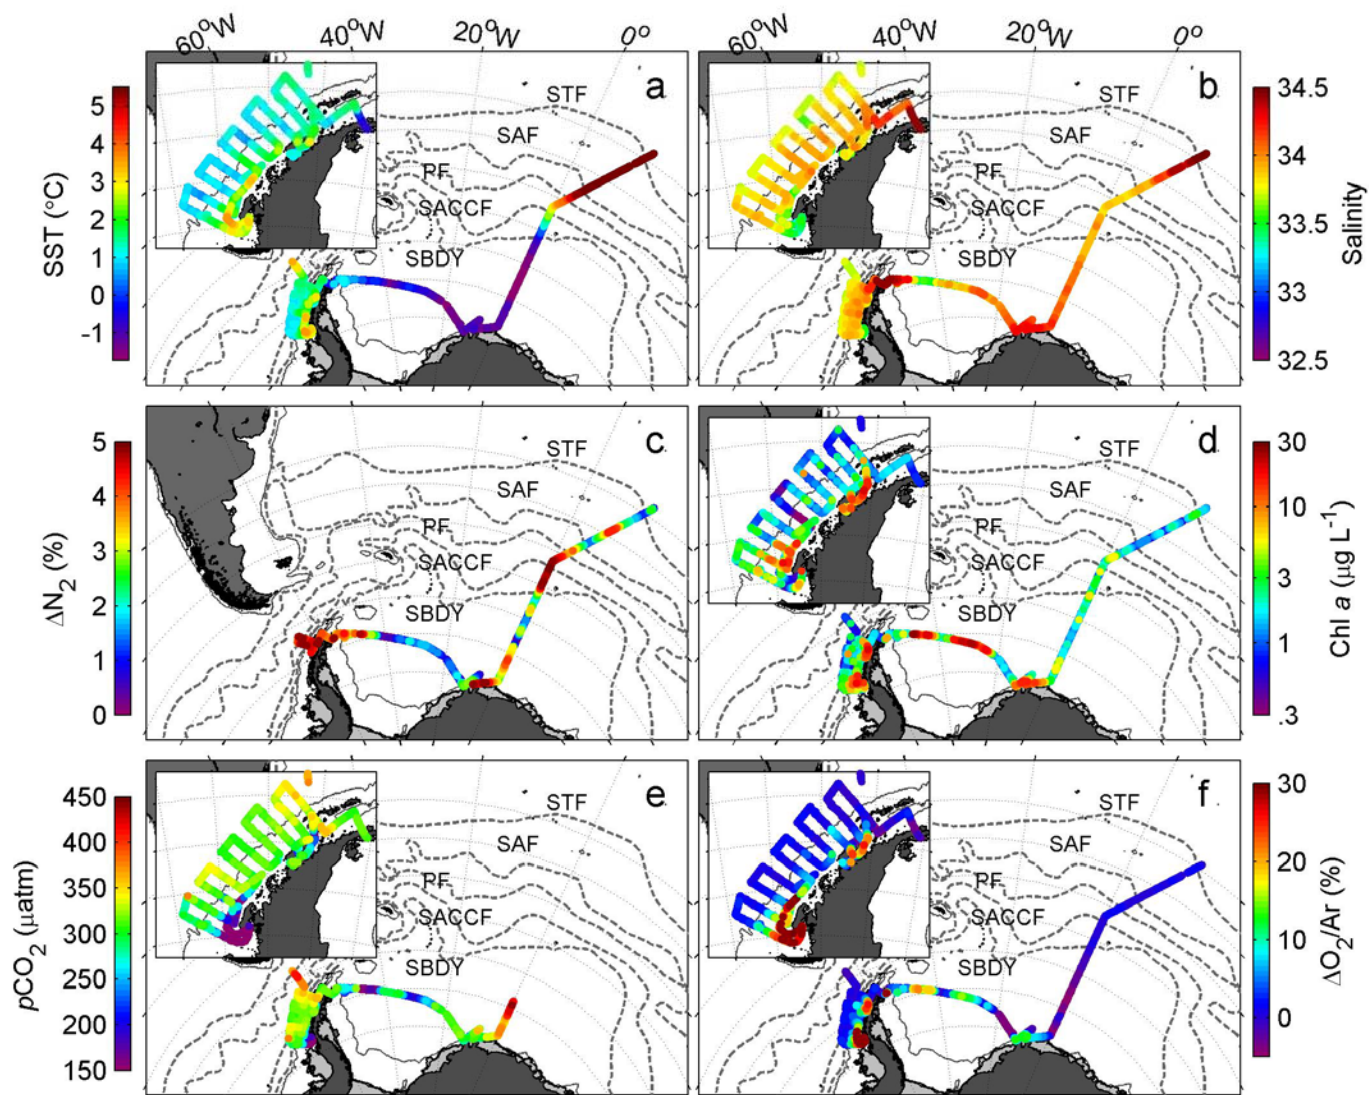 60°W 40°W 20°W 0°
60°W 40°W 20°W 0°
a
STF
SAF
PF
SACCF
SBDY
SST (°C)
5
4
3
2
1
0
-1
b
STF
SAF
PF
SACCF
SBDY
34.5
34
33.5
33
32.5
Salinity
c
STF
SAF
PF
SACCF
SBDY
ΔN₂ (%)
5
4
3
2
1
0
d
STF
SAF
PF
SACCF
SBDY
30
10
3
1
.3
Chl a (µg L⁻¹)
e
STF
SAF
PF
SACCF
SBDY
pCO₂ (µatm)
450
400
350
300
250
200
150
f
STF
SAF
PF
SACCF
SBDY
30
20
10
0
ΔO₂/Ar (%)